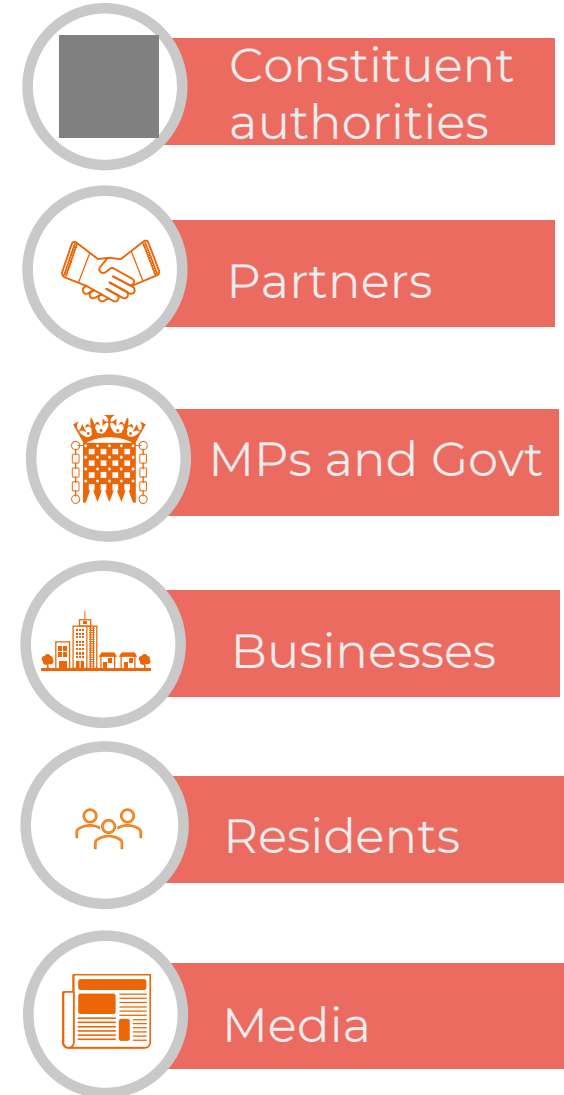 Constituent
authorities
Partners
MPs and Govt
Businesses
Residents
Media